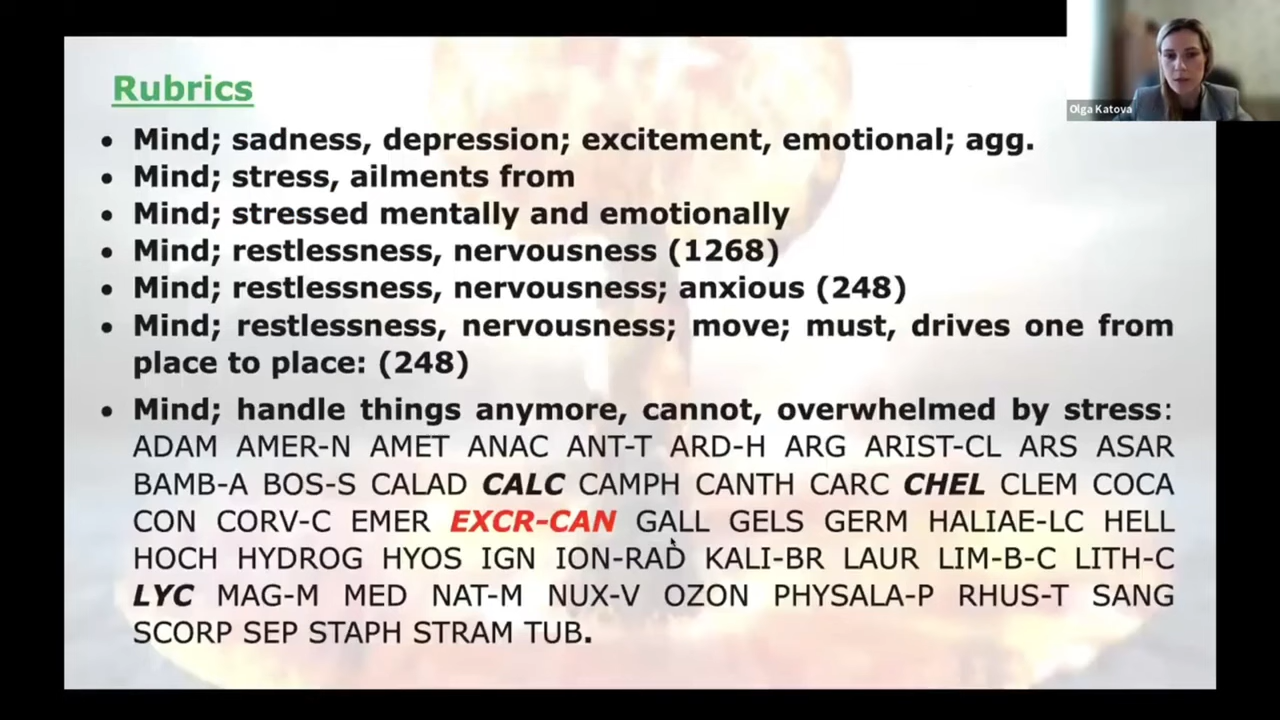 Rubrics
Olga Katova
• Mind; sadness, depression; excitement, emotional; agg.
• Mind; stress, ailments from
• Mind; stressed mentally and emotionally
• Mind; restlessness, nervousness (1268)
• Mind; restlessness, nervousness; anxious (248)
• Mind; restlessness, nervousness; move; must, drives one from
place to place: (248)
• Mind; handle things anymore, cannot, overwhelmed by stress:
ADAM AMER-N AMET ANAC ANT-T ARD-H ARG ARIST-CL ARS ASAR
BAMB-A BOS-S CALAD CALC CAMPH CANTH CARC CHEL CLEM COCA
CON CORV-C EMER EXCR-CAN GALL GELS GERM HALIAE-LC HELL
HOCH HYDROG HYOS IGN ION-RAD KALI-BR LAUR LIM-B-C LITH-C
LYC MAG-M MED NAT-M NUX-V OZON PHYSALA-P RHUS-T SANG
SCORP SEP STAPH STRAM TUB.